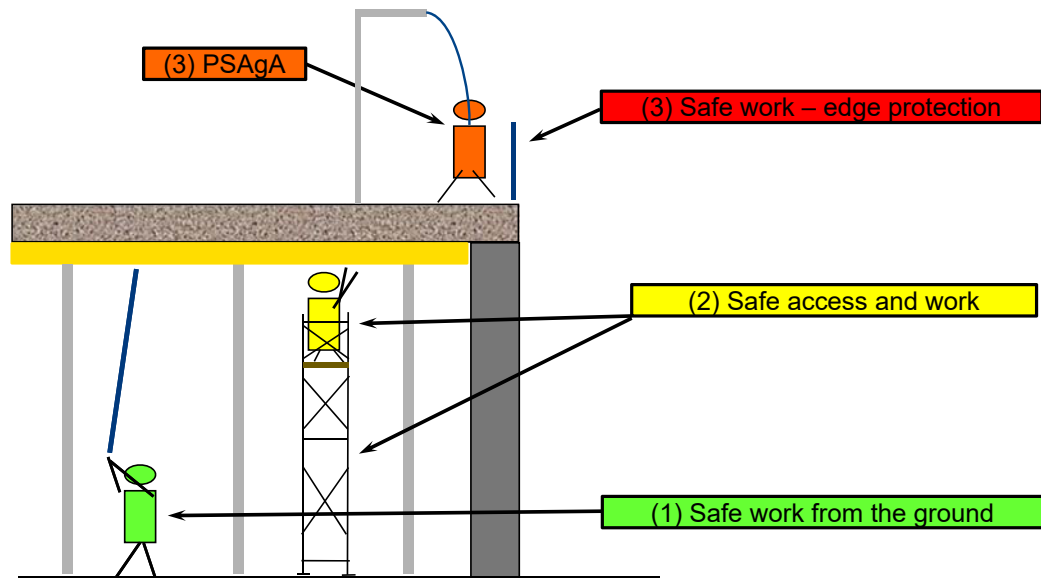 (3) PSAgA
(3) Safe work – edge protection
(2) Safe access and work
(1) Safe work from the ground